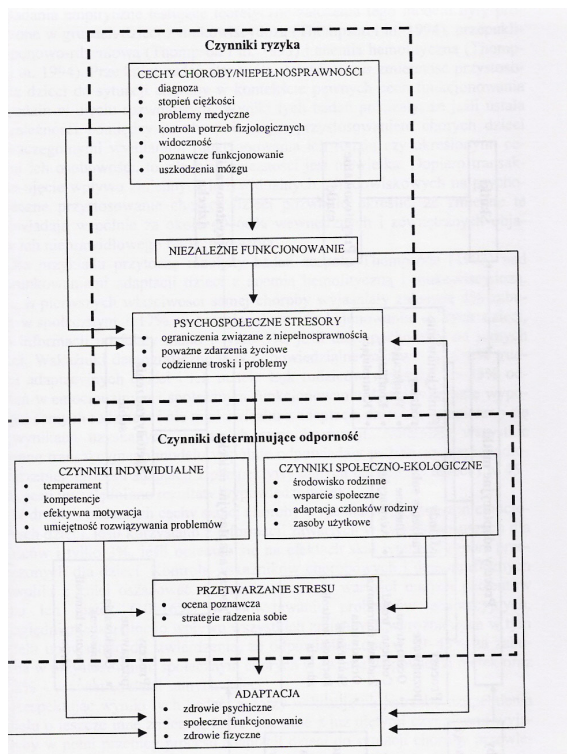 Czynniki ryzyka
CECHY CHOROBY/NIEPEŁNOSPRAWNOŚCI
• diagnoza
• stopień ciężkości
• problemy medyczne
• kontrola potrzeb fizjologicznych
• widoczność
• poznawcze funkcjonowanie
• uszkodzenia mózgu
NIEZALEŻNE FUNKCJONOWANIE
PSYCHOSPOŁECZNE STRESORY
• ograniczenia związane z niepełnosprawnością
• poważne zdarzenia życiowe
• codzienne troski i problemy
Czynniki determinujące odporność
CZYNNIKI INDYWIDUALNE
• temperament
• kompetencje
• efektywna motywacja
• umiejętność rozwiązywania problemów
CZYNNIKI SPOŁECZNO-EKOLOGICZNE
• środowisko rodzinne
• wsparcie społeczne
• adaptacja członków rodziny
• zasoby użytkowe
PRZETWARZANIE STRESU
• ocena poznawcza
• strategie radzenia sobie
ADAPTACJA
• zdrowie psychiczne
• społeczne funkcjonowanie
• zdrowie fizyczne